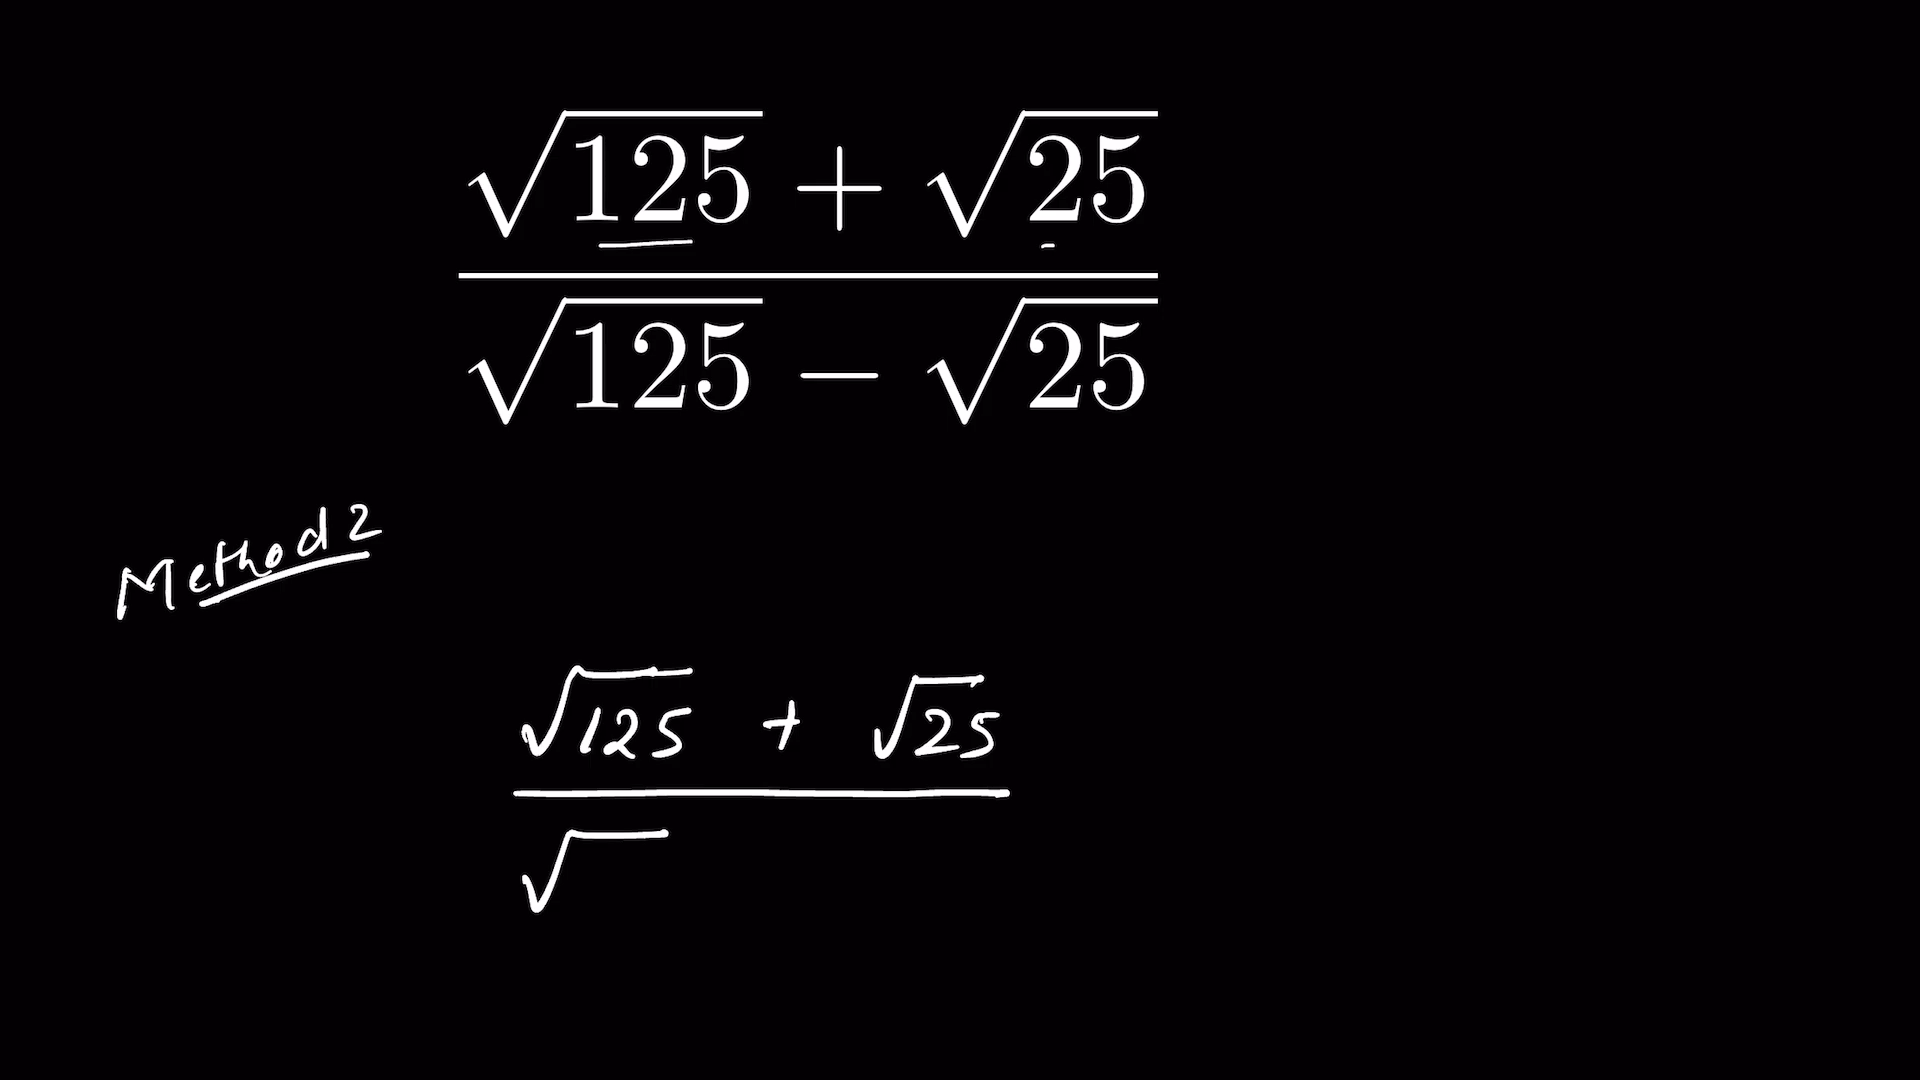 √125 + √25
√125 − √25
Method 2
√125 + √25
√